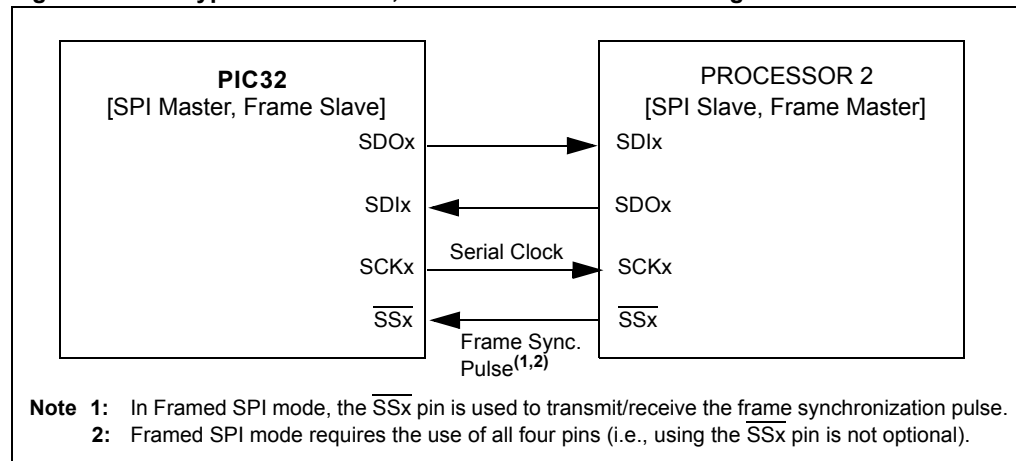 PIC32
[SPI Master, Frame Slave]
PROCESSOR 2
[SPI Slave, Frame Master]
SDOx
SDIx
SDIx
SDOx
SCKx
Serial Clock
SCKx
SSx
Frame Sync.
Pulse(1,2)
SSx
Note 1: In Framed SPI mode, the SSx pin is used to transmit/receive the frame synchronization pulse.
2: Framed SPI mode requires the use of all four pins (i.e., using the SSx pin is not optional).